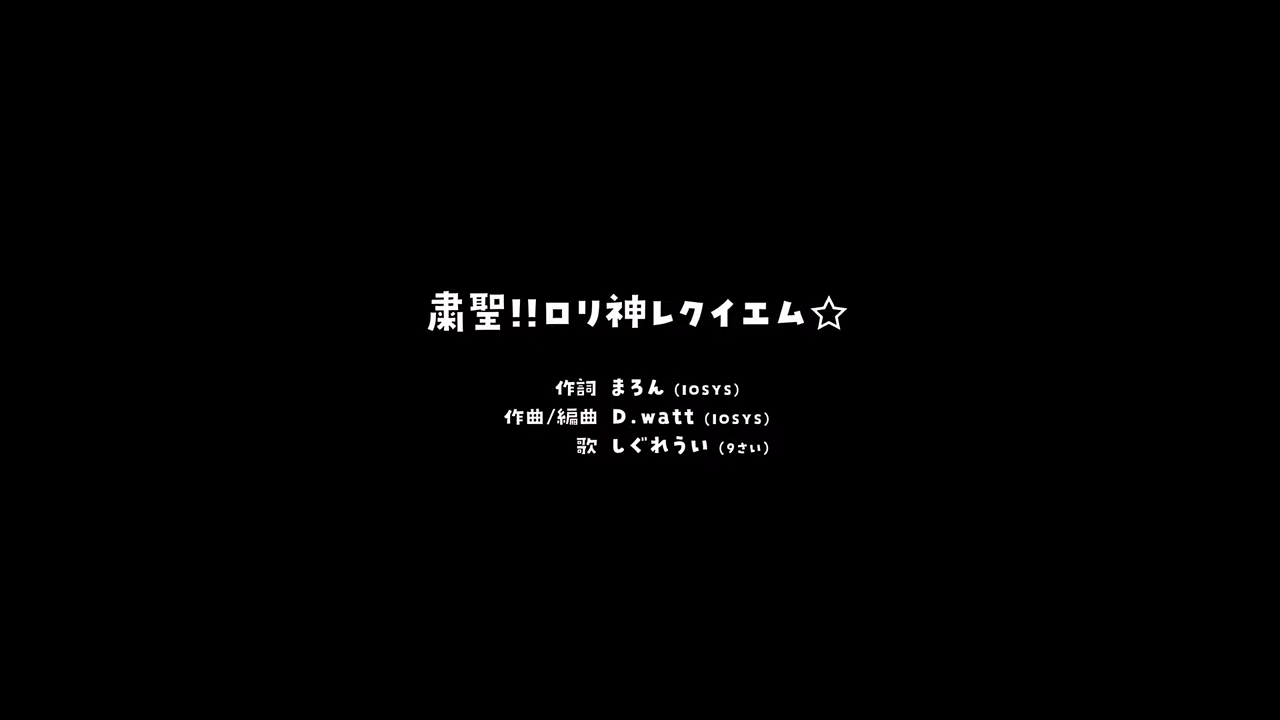 粛聖!!ロリ神レクイエム☆
作詞 まろん (IOSYS)
作曲/編曲 D.watt (IOSYS)
歌 しぐれうい (9さい)